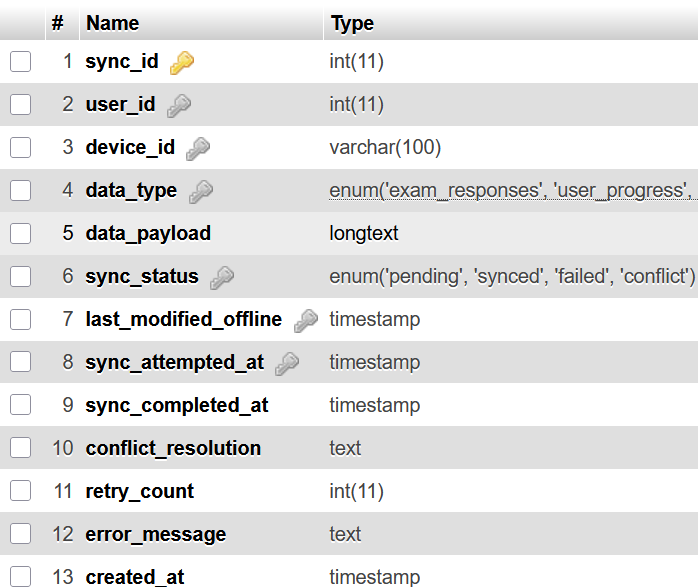 # Name Type
1 sync_id int(11)
2 user_id int(11)
3 device_id varchar(100)
4 data_type enum('exam_responses', 'user_progress',
5 data_payload longtext
6 sync_status enum('pending', 'synced', 'failed', 'conflict')
7 last_modified_offline timestamp
8 sync_attempted_at timestamp
9 sync_completed_at timestamp
10 conflict_resolution text
11 retry_count int(11)
12 error_message text
13 created_at timestamp